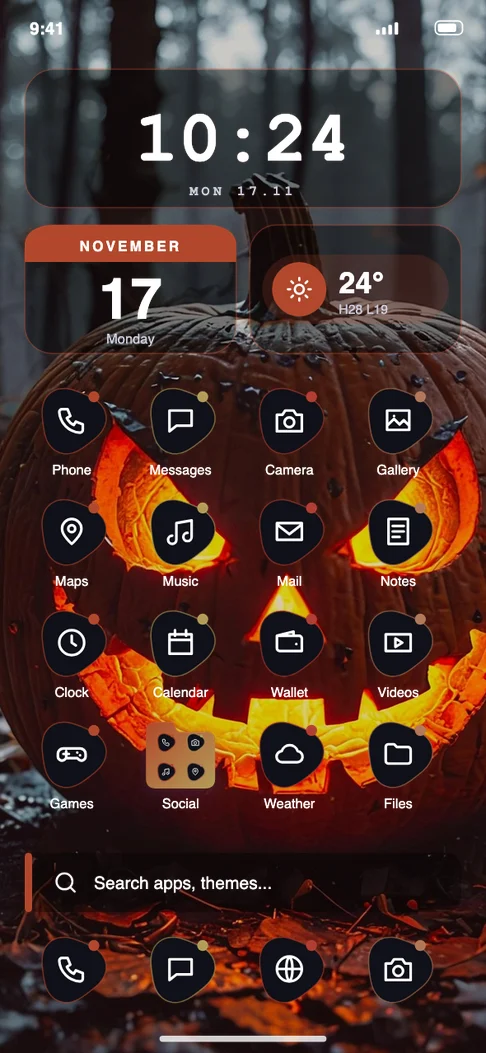 9:41
10:24
MON 17.11
NOVEMBER
17
Monday
24°
H28 L19
Phone
Messages
Camera
Gallery
Maps
Music
Mail
Notes
Clock
Calendar
Wallet
Videos
Games
Social
Weather
Files
Search apps, themes...